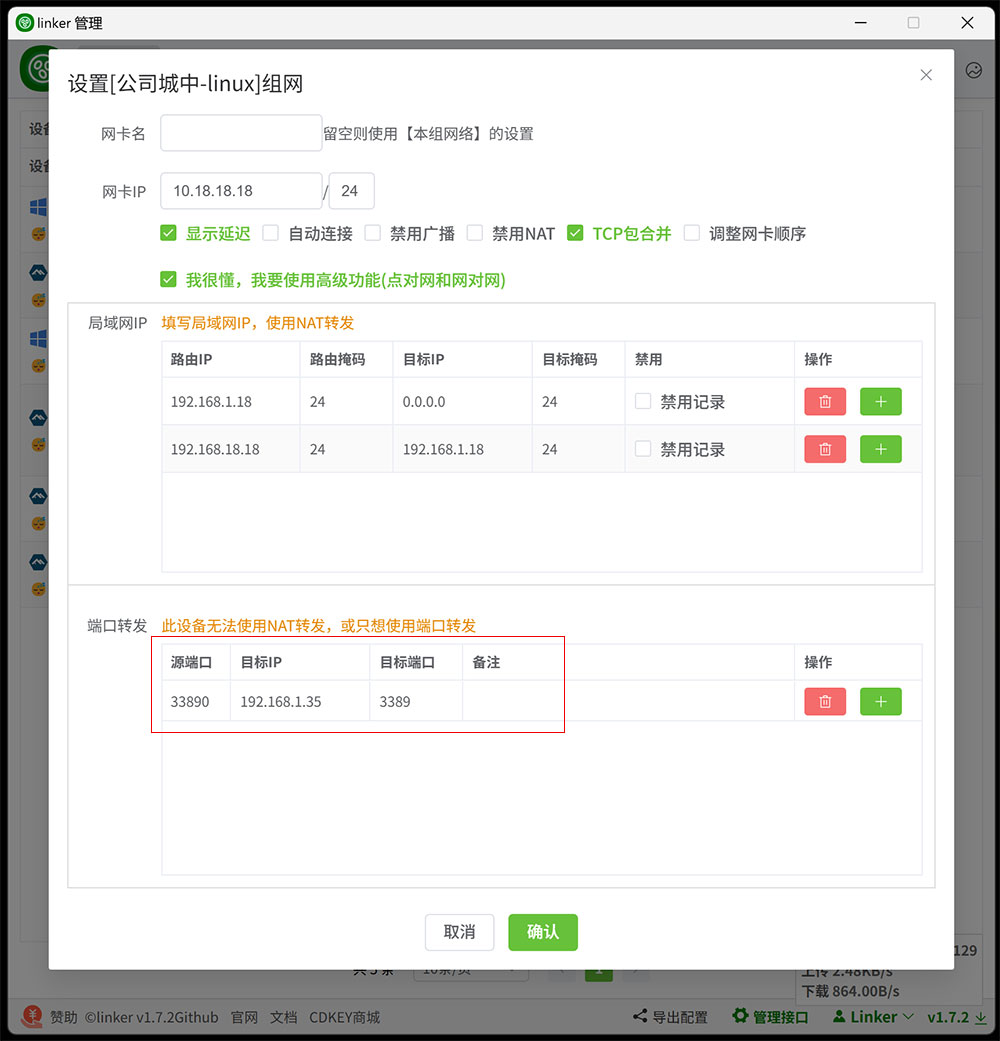 linker 管理
设置[公司城中-linux]组网
网卡名 留空则使用【本组网络】的设置
网卡IP 10.18.18.18 / 24
显示延迟 自动连接 禁用广播 禁用NAT TCP包合并 调整网卡顺序
我很懂，我要使用高级功能(点对网和网对网)
局域网IP 填写局域网IP，使用NAT转发
路由IP 路由掩码 目标IP 目标掩码 禁用 操作
192.168.1.18 24 0.0.0.0 24 禁用记录
192.168.18.18 24 192.168.1.18 24 禁用记录
端口转发 此设备无法使用NAT转发，或只想使用端口转发
源端口 目标IP 目标端口 备注 操作
33890 192.168.1.35 3389
取消 确认
129
上传 2.48KB/s
下载 864.00B/s
赞助 ©linker v1.7.2Github 官网 文档 CDKEY商城 导出配置 管理接口 Linker v1.7.2